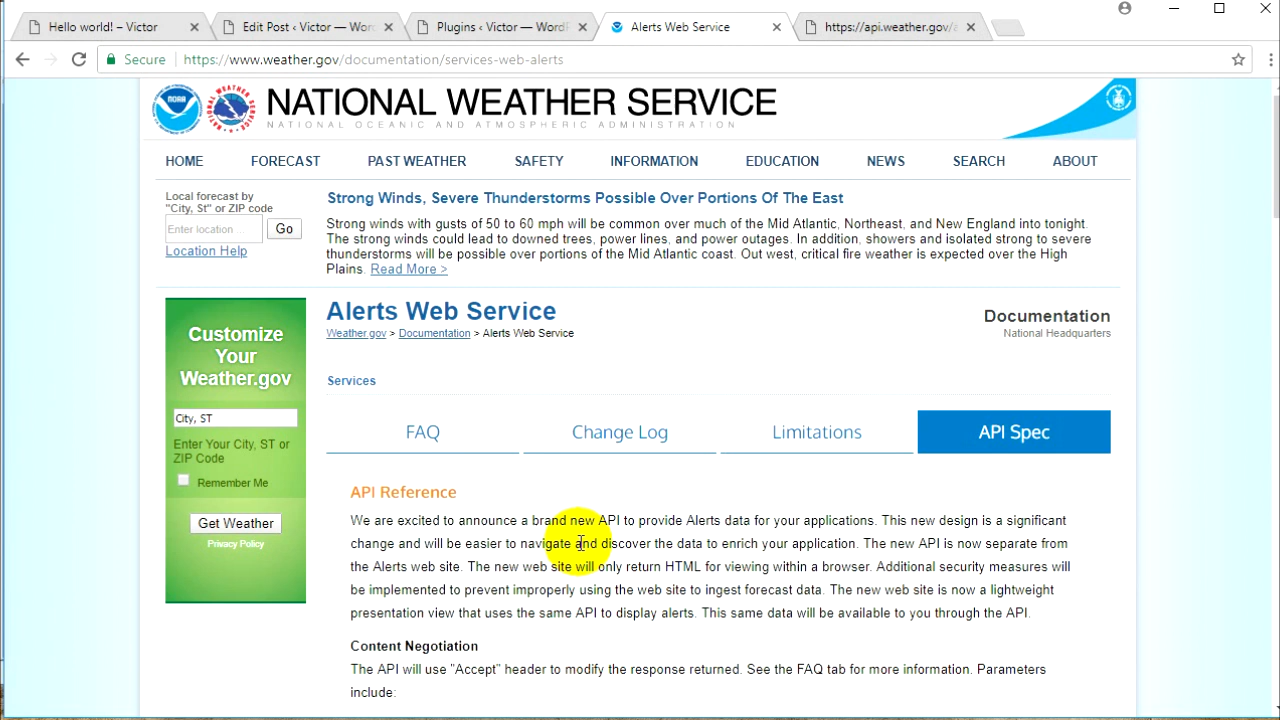 Hello world! – Victor
Edit Post ‹ Victor — Wor
Plugins ‹ Victor — WordP
Alerts Web Service
https://api.weather.gov/a
Secure
https://www.weather.gov/documentation/services-web-alerts
NOAA
NATIONAL WEATHER SERVICE
NATIONAL OCEANIC AND ATMOSPHERIC ADMINISTRATION
HOME FORECAST PAST WEATHER SAFETY INFORMATION EDUCATION NEWS SEARCH ABOUT
Local forecast by
"City, St" or ZIP code
Enter location ...
Go
Location Help
Strong Winds, Severe Thunderstorms Possible Over Portions Of The East
Strong winds with gusts of 50 to 60 mph will be common over much of the Mid Atlantic, Northeast, and New England into tonight.
The strong winds could lead to downed trees, power lines, and power outages. In addition, showers and isolated strong to severe
thunderstorms will be possible over portions of the Mid Atlantic coast. Out west, critical fire weather is expected over the High
Plains. Read More >
Customize
Your
Weather.gov
City, ST
Enter Your City, ST or
ZIP Code
Remember Me
Get Weather
Privacy Policy
Alerts Web Service
Weather.gov > Documentation > Alerts Web Service
Documentation
National Headquarters
Services
FAQ Change Log Limitations API Spec
API Reference
We are excited to announce a brand new API to provide Alerts data for your applications. This new design is a significant
change and will be easier to navigate and discover the data to enrich your application. The new API is now separate from
the Alerts web site. The new web site will only return HTML for viewing within a browser. Additional security measures will
be implemented to prevent improperly using the web site to ingest forecast data. The new web site is now a lightweight
presentation view that uses the same API to display alerts. This same data will be available to you through the API.
Content Negotiation
The API will use "Accept" header to modify the response returned. See the FAQ tab for more information. Parameters
include: